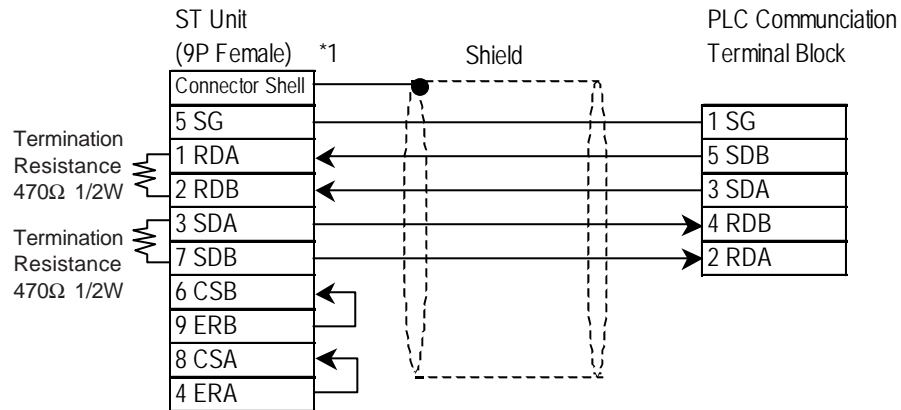 ST Unit
(9P Female) *1
Shield
PLC Communciation
Terminal Block
Connector Shell
5 SG
1 RDA
2 RDB
3 SDA
7 SDB
6 CSB
9 ERB
8 CSA
4 ERA
Termination
Resistance
470Ω 1/2W
Termination
Resistance
470Ω 1/2W
1 SG
5 SDB
3 SDA
4 RDB
2 RDA